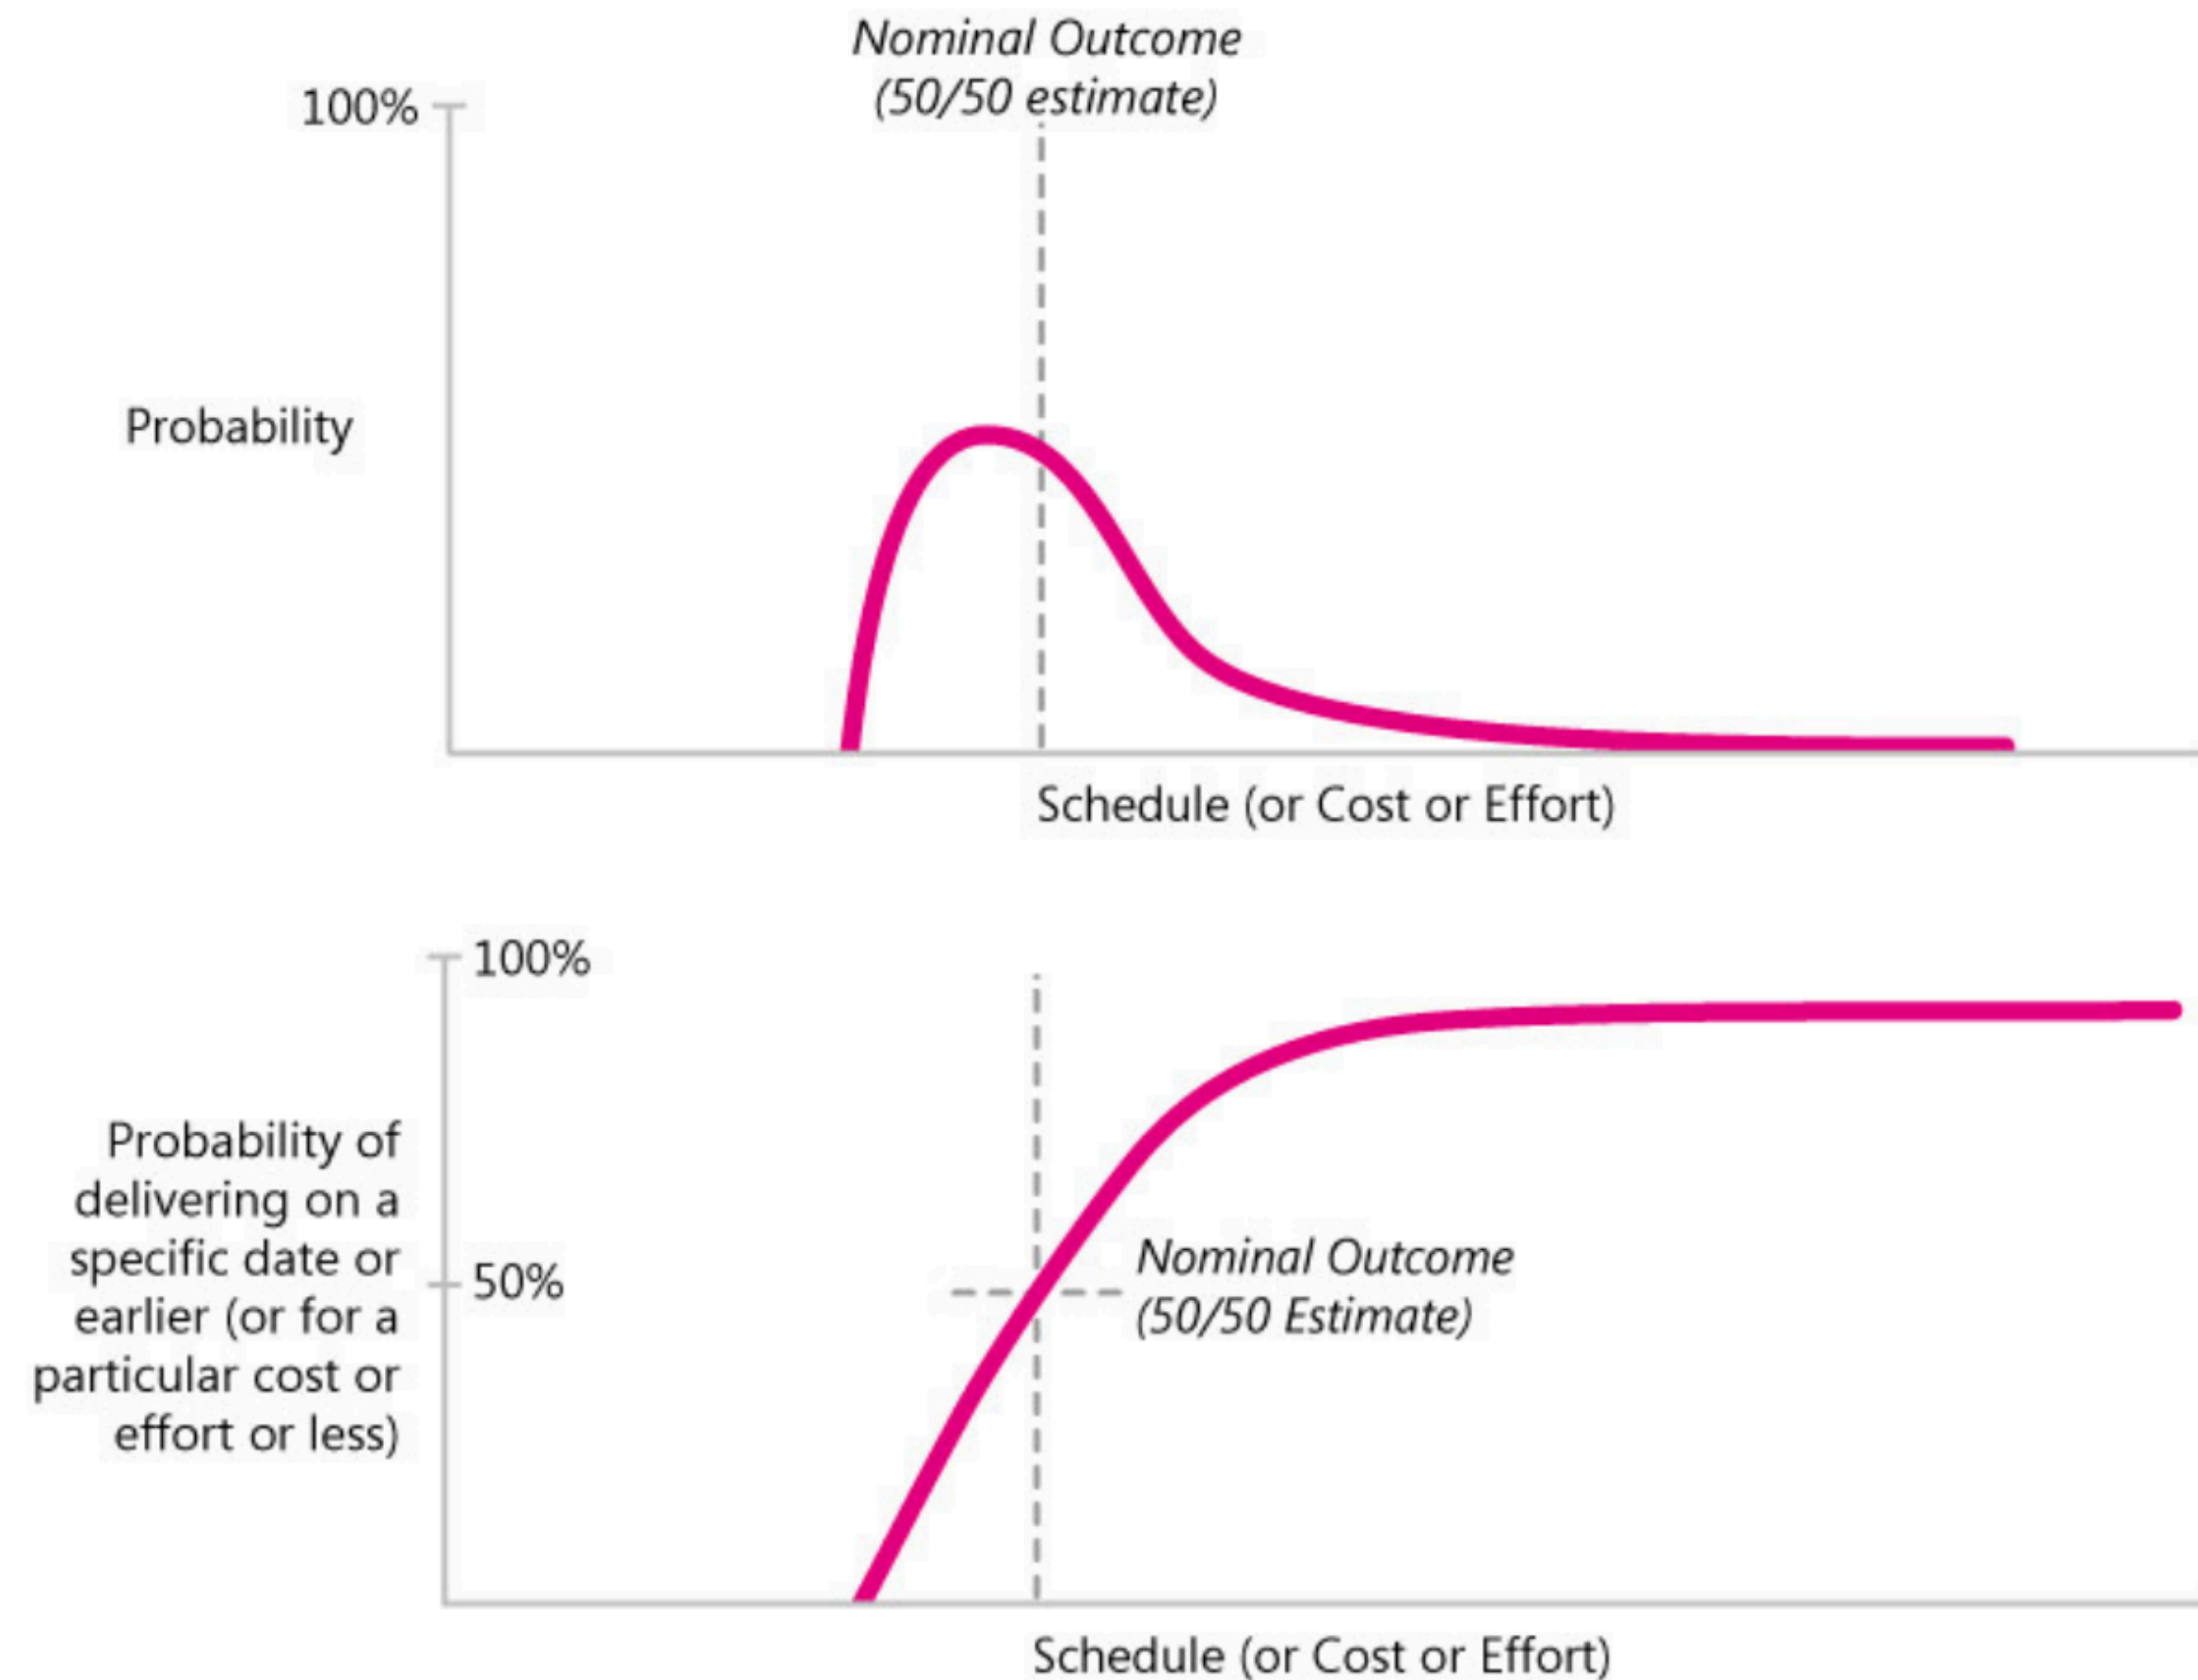 Nominal Outcome
(50/50 estimate)
100%
Probability
Schedule (or Cost or Effort)
100%
Probability of
delivering on a
specific date or
earlier (or for a
particular cost or
effort or less)
50%
Nominal Outcome
(50/50 Estimate)
Schedule (or Cost or Effort)